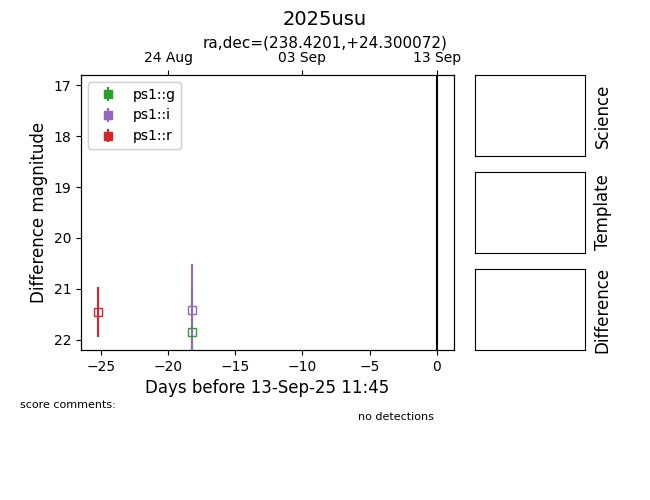 2025usu
ra,dec=(238.4201,+24.300072)
24 Aug 03 Sep 13 Sep
ps1::g
ps1::i
ps1::r
17
18
19
20
21
22
Difference magnitude
−25 −20 −15 −10 −5 0
Days before 13-Sep-25 11:45
Science
Template
Difference
score comments:
no detections